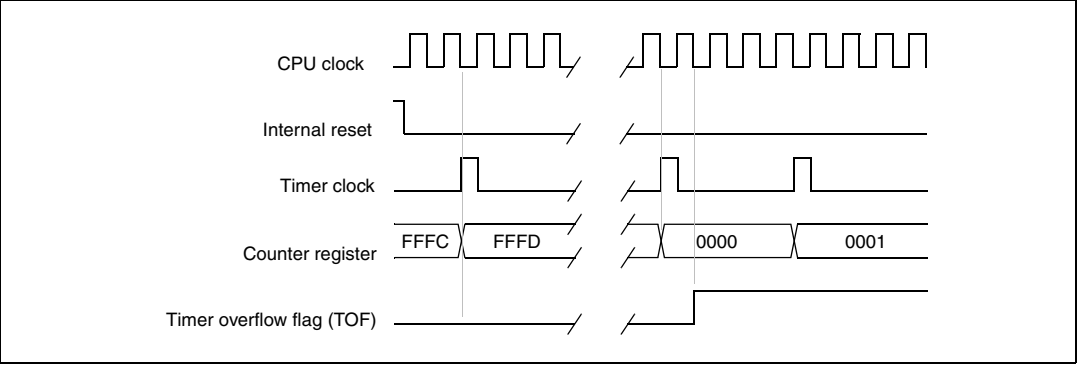 CPU clock
Internal reset
Timer clock
Counter register
FFFC
FFFD
0000
0001
Timer overflow flag (TOF)